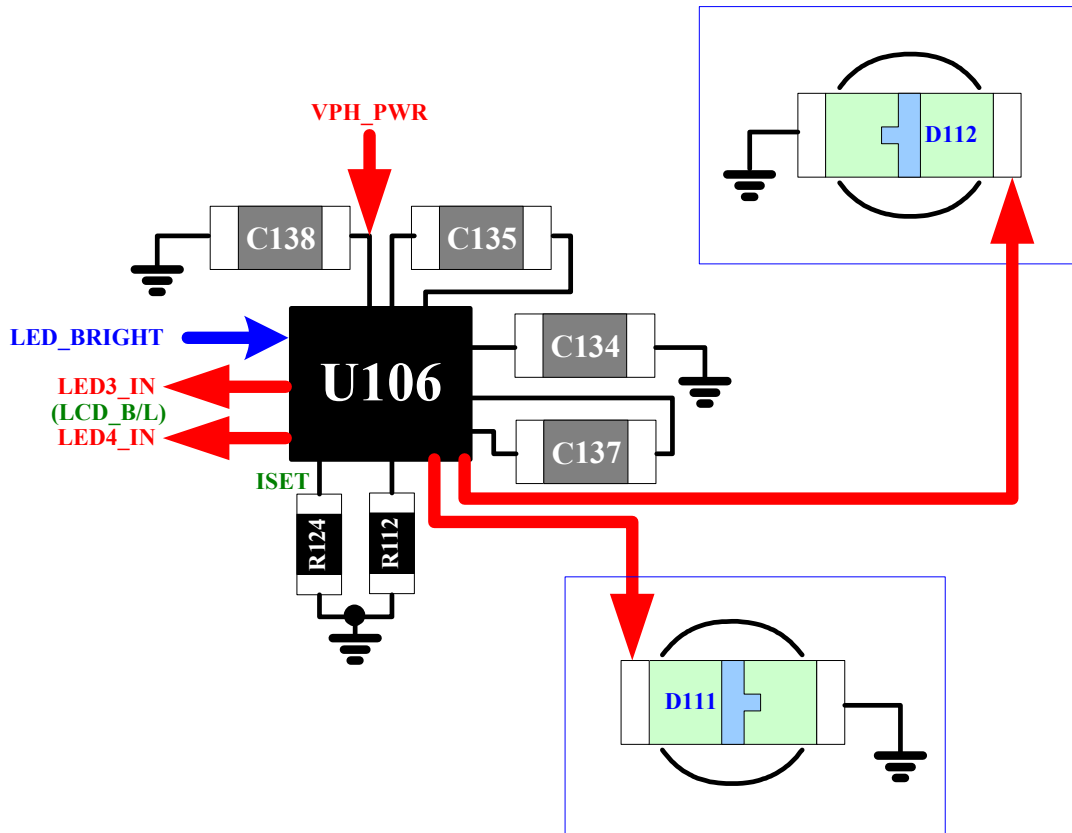 VPH_PWR
D112
C138
C135
LED_BRIGHT
C134
U106
LED3_IN
(LCD_B/L)
LED4_IN
C137
ISET
R124
R112
D111